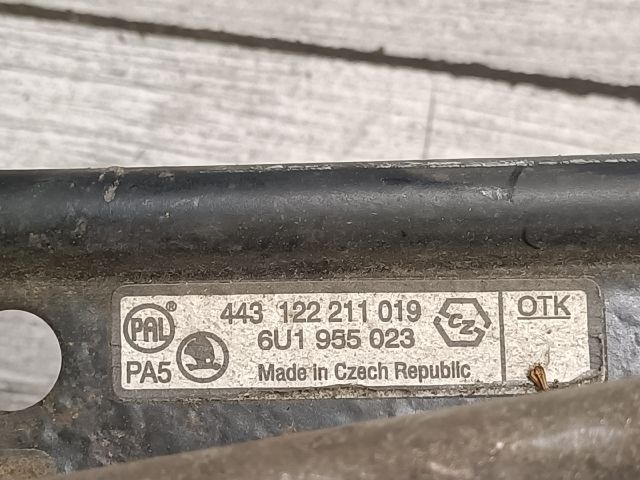 PAL ® 443 122 211 019 CZ OTK
6U1 955 023
PA5 Made in Czech Republic